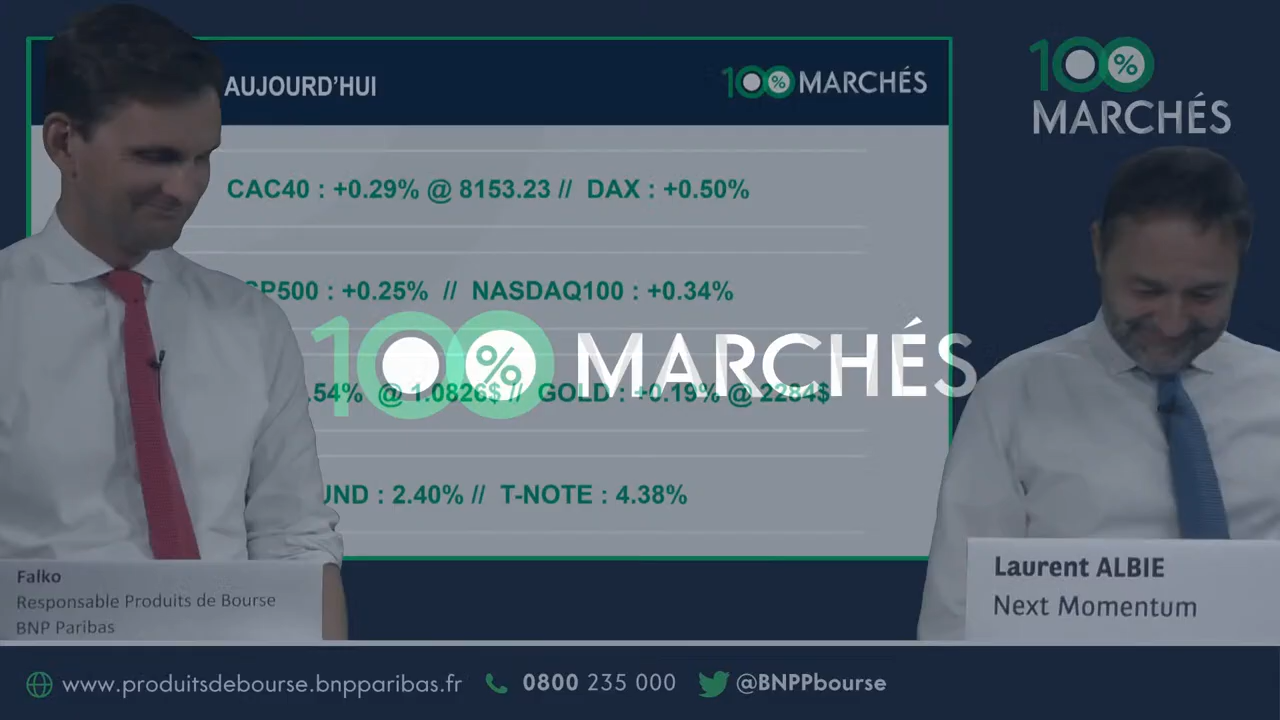 AUJOURD'HUI
100% MARCHÉS
100%
MARCHÉS
CAC40 : +0.29% @ 8153.23 // DAX : +0.50%
SP500 : +0.25% // NASDAQ100 : +0.34%
100% MARCHÉS
.54% @ 1.0826$ // GOLD : +0.19% @ 2284$
UND : 2.40% // T-NOTE : 4.38%
Falko
Responsable Produits de Bourse
BNP Paribas
Laurent ALBIE
Next Momentum
www.produitsdebourse.bnpparibas.fr 0800 235 000 @BNPPbourse